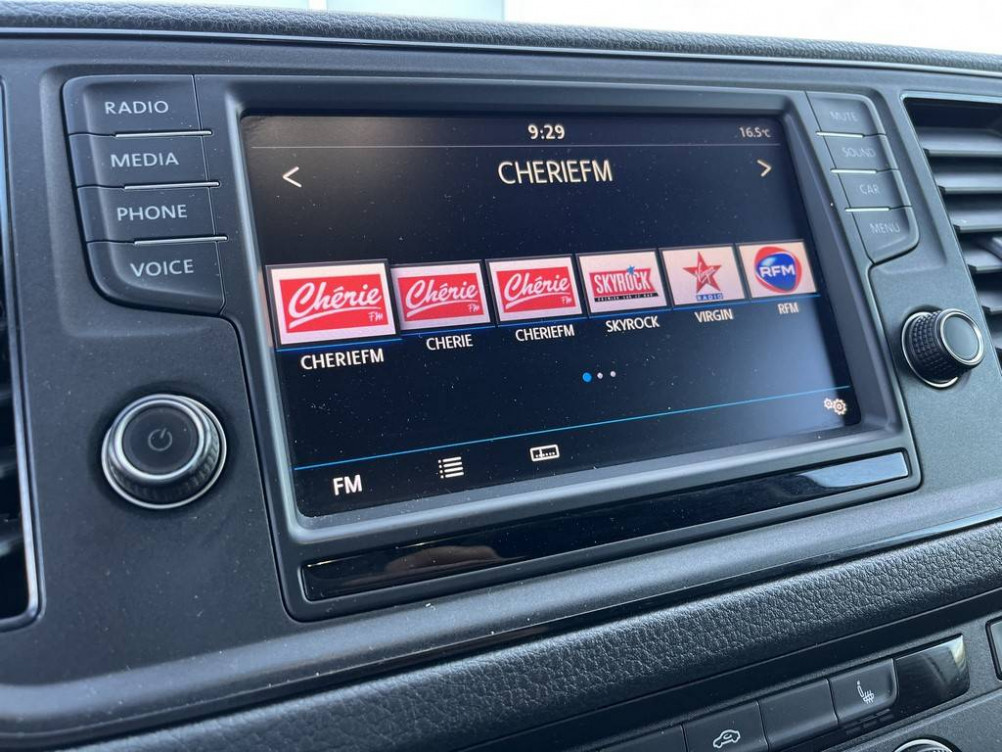 RADIO
MEDIA
PHONE
VOICE
9:29
16.5°C
<
CHERIEFM
>
MUTE
SOUND
CAR
MENU
Chérie FM
Chérie FM
Chérie FM
SKYROCK
Virgin
RADIO
RFM
CHERIEFM
CHERIE
CHERIEFM
SKYROCK
VIRGIN
RFM
FM